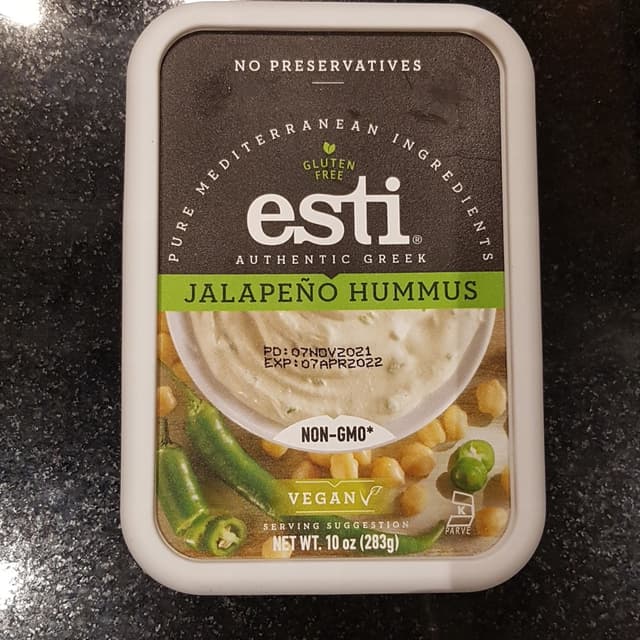 NO PRESERVATIVES
PURE MEDITERRANEAN INGREDIENTS
GLUTEN
FREE
esti®
AUTHENTIC GREEK
JALAPEÑO HUMMUS
PD:07NOV2021
EXP:07APR2022
NON-GMO*
VEGAN
SERVING SUGGESTION
NET WT. 10 oz (283g)
K
PARVE